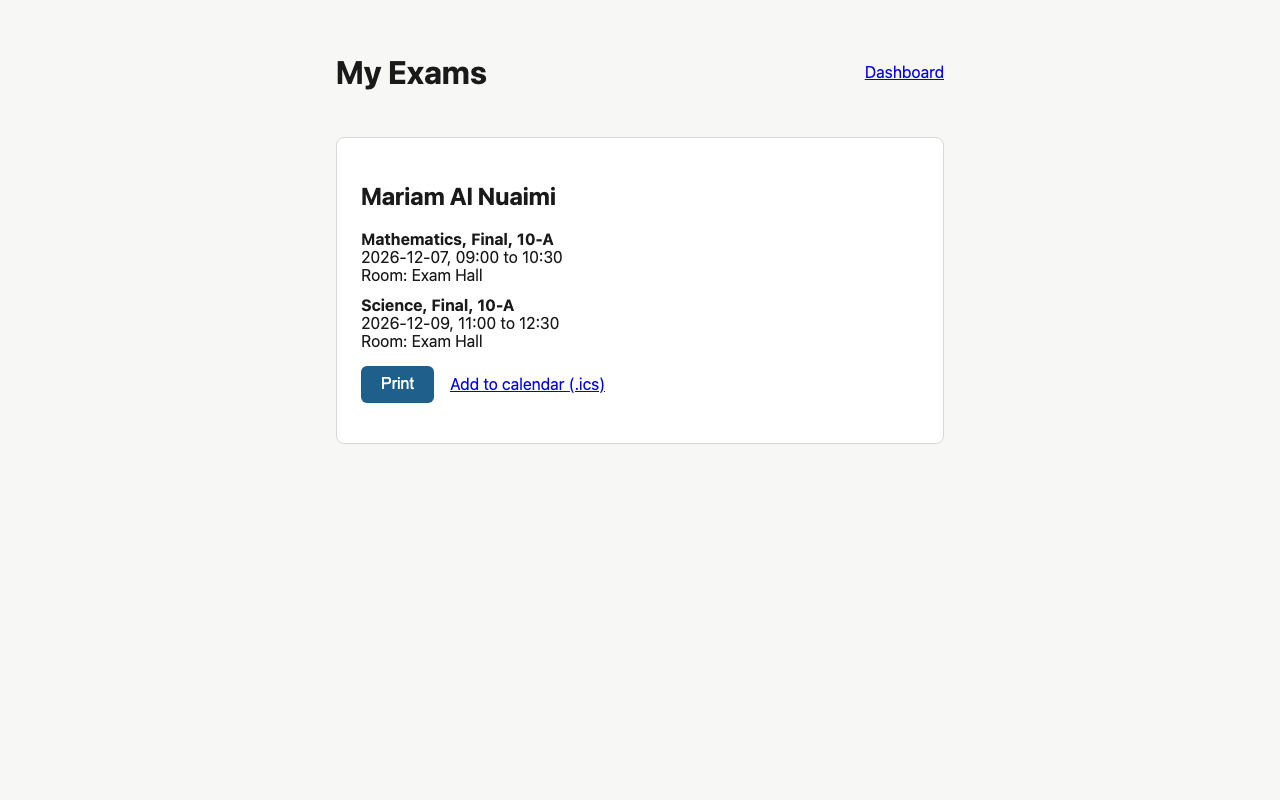 My Exams
Dashboard
Mariam Al Nuaimi
Mathematics, Final, 10-A
2026-12-07, 09:00 to 10:30
Room: Exam Hall
Science, Final, 10-A
2026-12-09, 11:00 to 12:30
Room: Exam Hall
Print
Add to calendar (.ics)